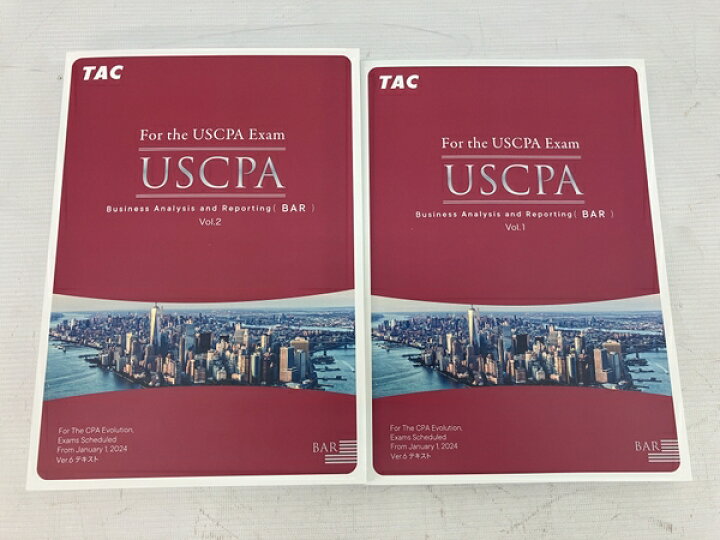 TAC
For the USCPA Exam
USCPA
Business Analysis and Reporting( BAR )
Vol.2
For The CPA Evolution,
Exams Scheduled
From January 1, 2024
Ver.6 テキスト
BAR
TAC
For the USCPA Exam
USCPA
Business Analysis and Reporting( BAR )
Vol.1
For The CPA Evolution,
Exams Scheduled
From January 1, 2024
Ver.6 テキスト
BAR